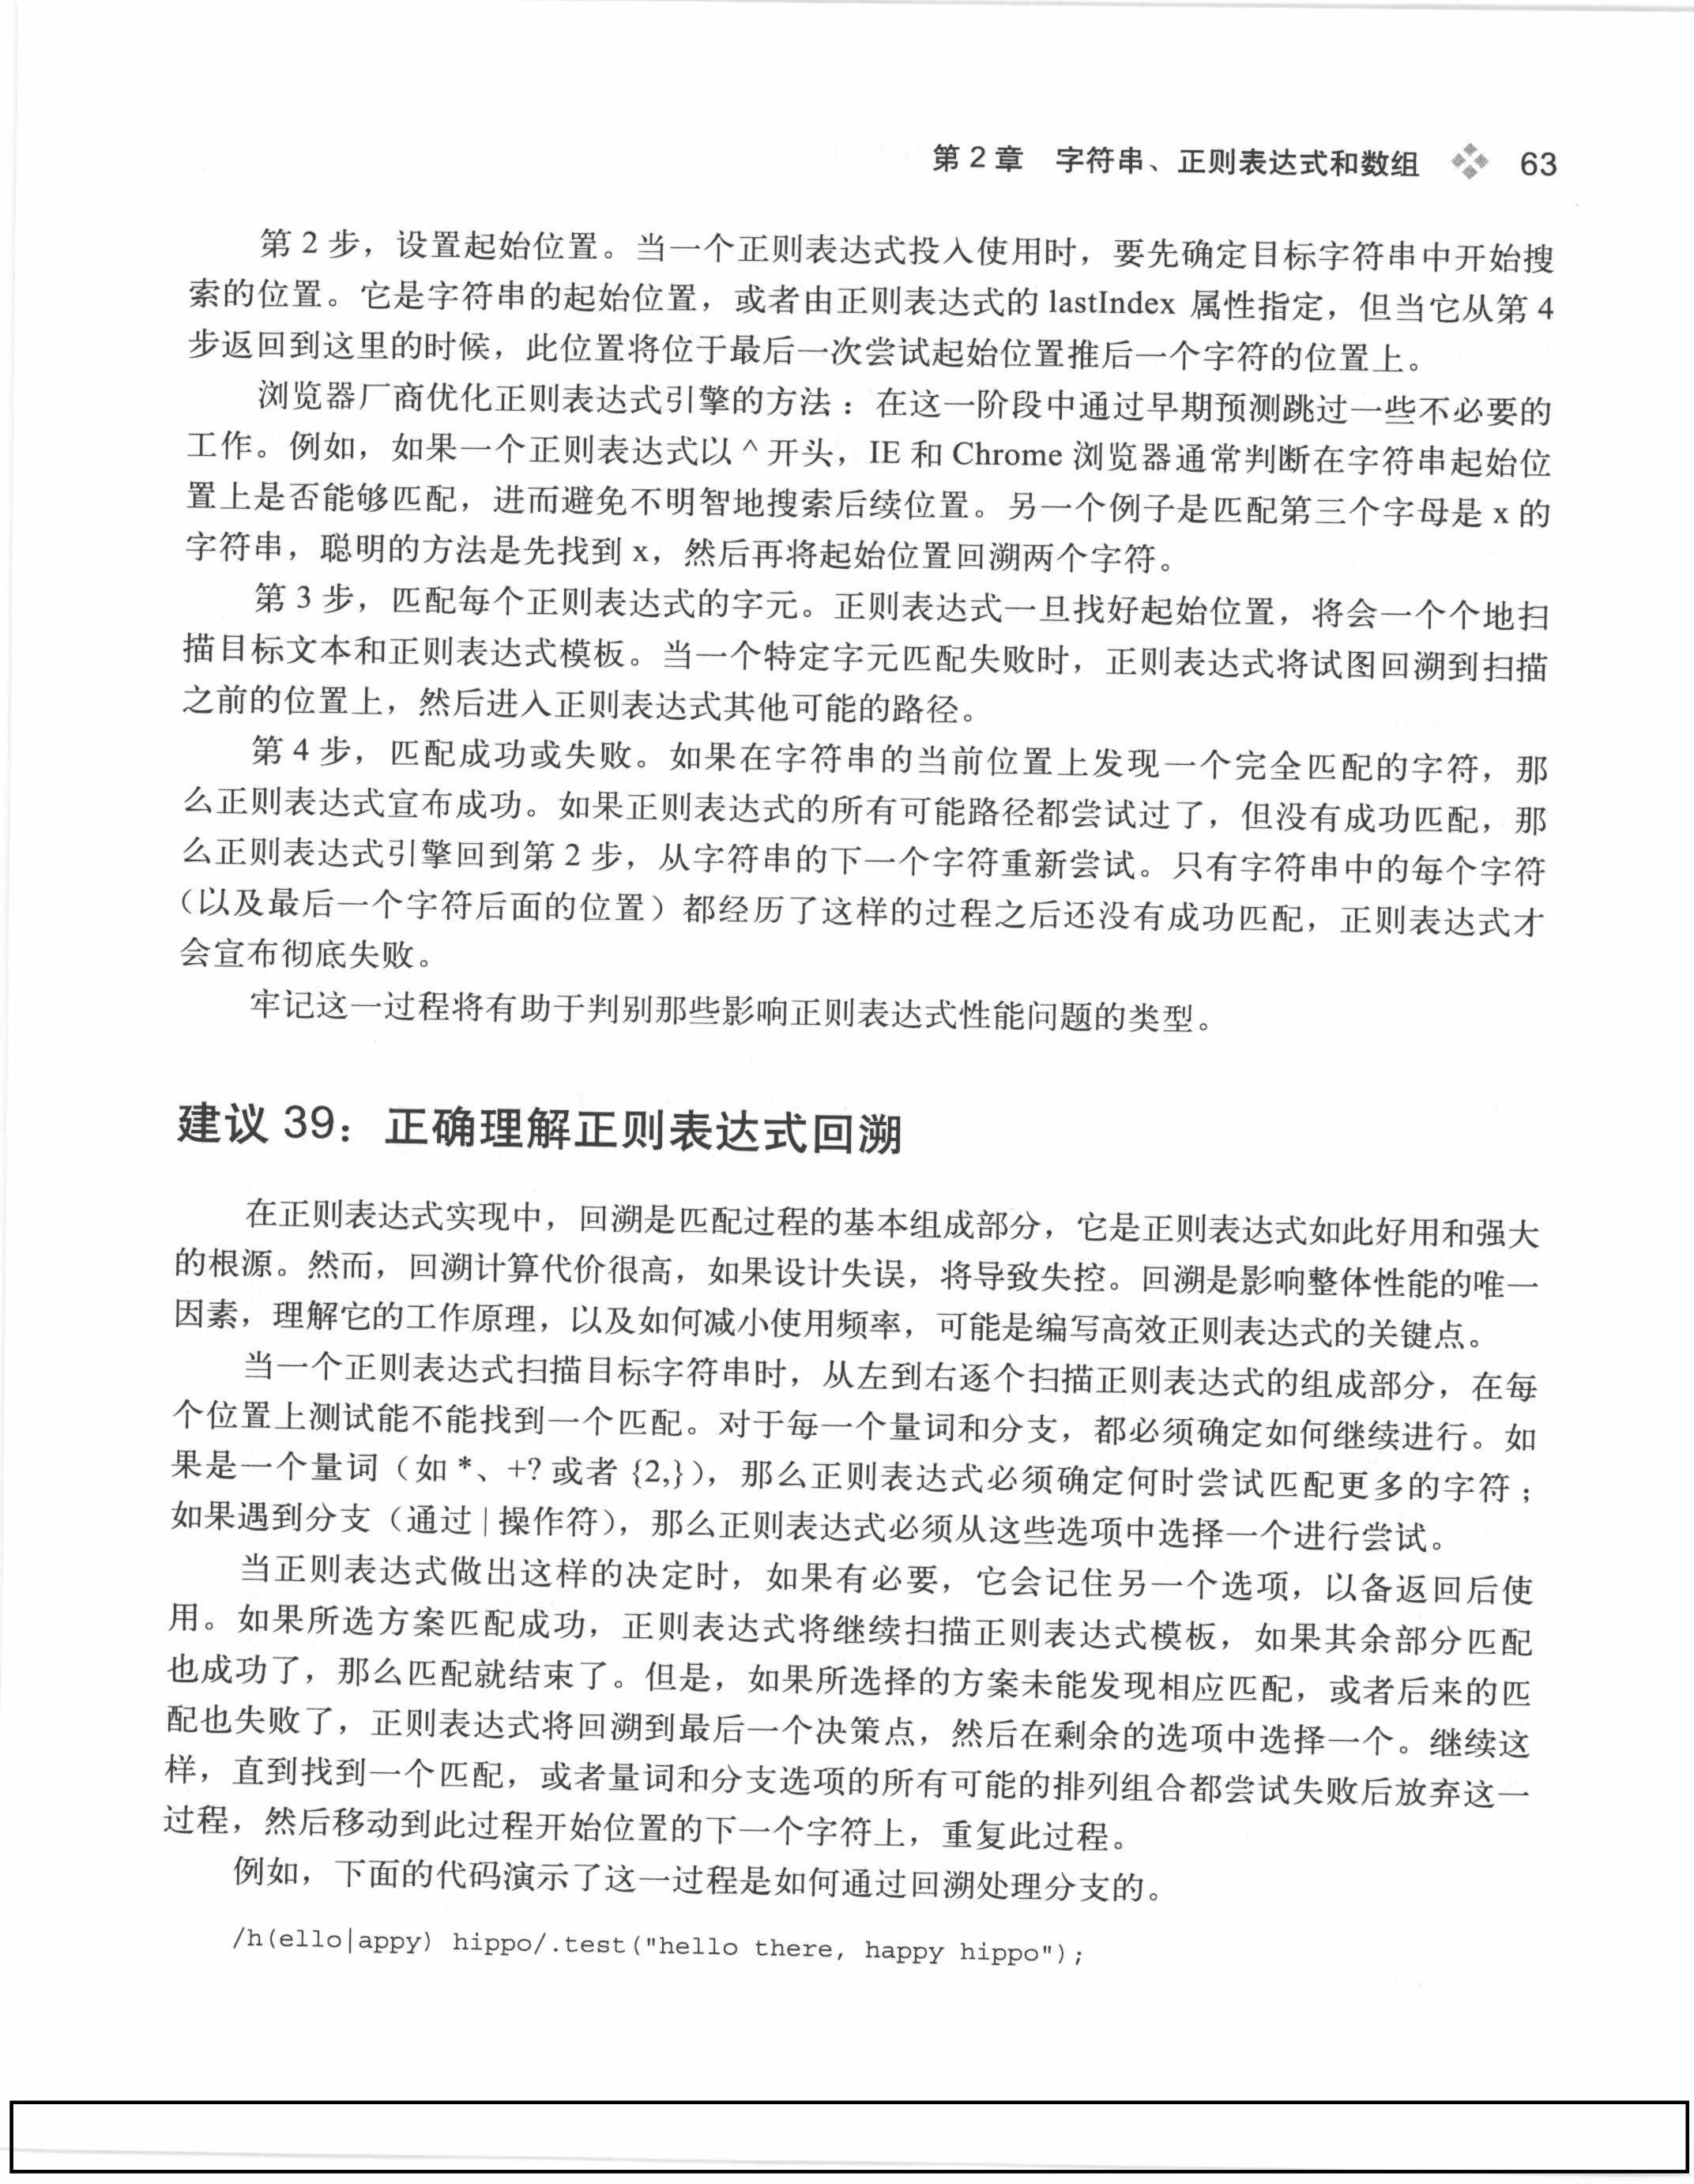 第 2 章 字符串、正则表达式和数组 63
第 2 步，设置起始位置。当一个正则表达式投入使用时，要先确定目标字符串中开始搜
索的位置。它是字符串的起始位置，或者由正则表达式的 lastIndex 属性指定，但当它从第 4
步返回到这里的时候，此位置将位于最后一次尝试起始位置推后一个字符的位置上。
浏览器厂商优化正则表达式引擎的方法：在这一阶段中通过早期预测跳过一些不必要的
工作。例如，如果一个正则表达式以 ^ 开头，IE 和 Chrome 浏览器通常判断在字符串起始位
置上是否能够匹配，进而避免不明智地搜索后续位置。另一个例子是匹配第三个字母是 x 的
字符串，聪明的方法是先找到 x，然后再将起始位置回溯两个字符。
第 3 步，匹配每个正则表达式的字元。正则表达式一旦找好起始位置，将会一个个地扫
描目标文本和正则表达式模板。当一个特定字元匹配失败时，正则表达式将试图回溯到扫描
之前的位置上，然后进入正则表达式其他可能的路径。
第 4 步，匹配成功或失败。如果在字符串的当前位置上发现一个完全匹配的字符，那
么正则表达式宣布成功。如果正则表达式的所有可能路径都尝试过了，但没有成功匹配，那
么正则表达式引擎回到第 2 步，从字符串的下一个字符重新尝试。只有字符串中的每个字符
（以及最后一个字符后面的位置）都经历了这样的过程之后还没有成功匹配，正则表达式才
会宣布彻底失败。
牢记这一过程将有助于判别那些影响正则表达式性能问题的类型。
建议 39：正确理解正则表达式回溯
在正则表达式实现中，回溯是匹配过程的基本组成部分，它是正则表达式如此好用和强大
的根源。然而，回溯计算代价很高，如果设计失误，将导致失控。回溯是影响整体性能的唯一
因素，理解它的工作原理，以及如何减小使用频率，可能是编写高效正则表达式的关键点。
当一个正则表达式扫描目标字符串时，从左到右逐个扫描正则表达式的组成部分，在每
个位置上测试能不能找到一个匹配。对于每一个量词和分支，都必须确定如何继续进行。如
果是一个量词（如 *、+? 或者 {2,}），那么正则表达式必须确定何时尝试匹配更多的字符；
如果遇到分支（通过 | 操作符），那么正则表达式必须从这些选项中选择一个进行尝试。
当正则表达式做出这样的决定时，如果有必要，它会记住另一个选项，以备返回后使
用。如果所选方案匹配成功，正则表达式将继续扫描正则表达式模板，如果其余部分匹配
也成功了，那么匹配就结束了。但是，如果所选择的方案未能发现相应匹配，或者后来的匹
配也失败了，正则表达式将回溯到最后一个决策点，然后在剩余的选项中选择一个。继续这
样，直到找到一个匹配，或者量词和分支选项的所有可能的排列组合都尝试失败后放弃这一
过程，然后移动到此过程开始位置的下一个字符上，重复此过程。
例如，下面的代码演示了这一过程是如何通过回溯处理分支的。
/h(ello|appy) hippo/.test("hello there, happy hippo");